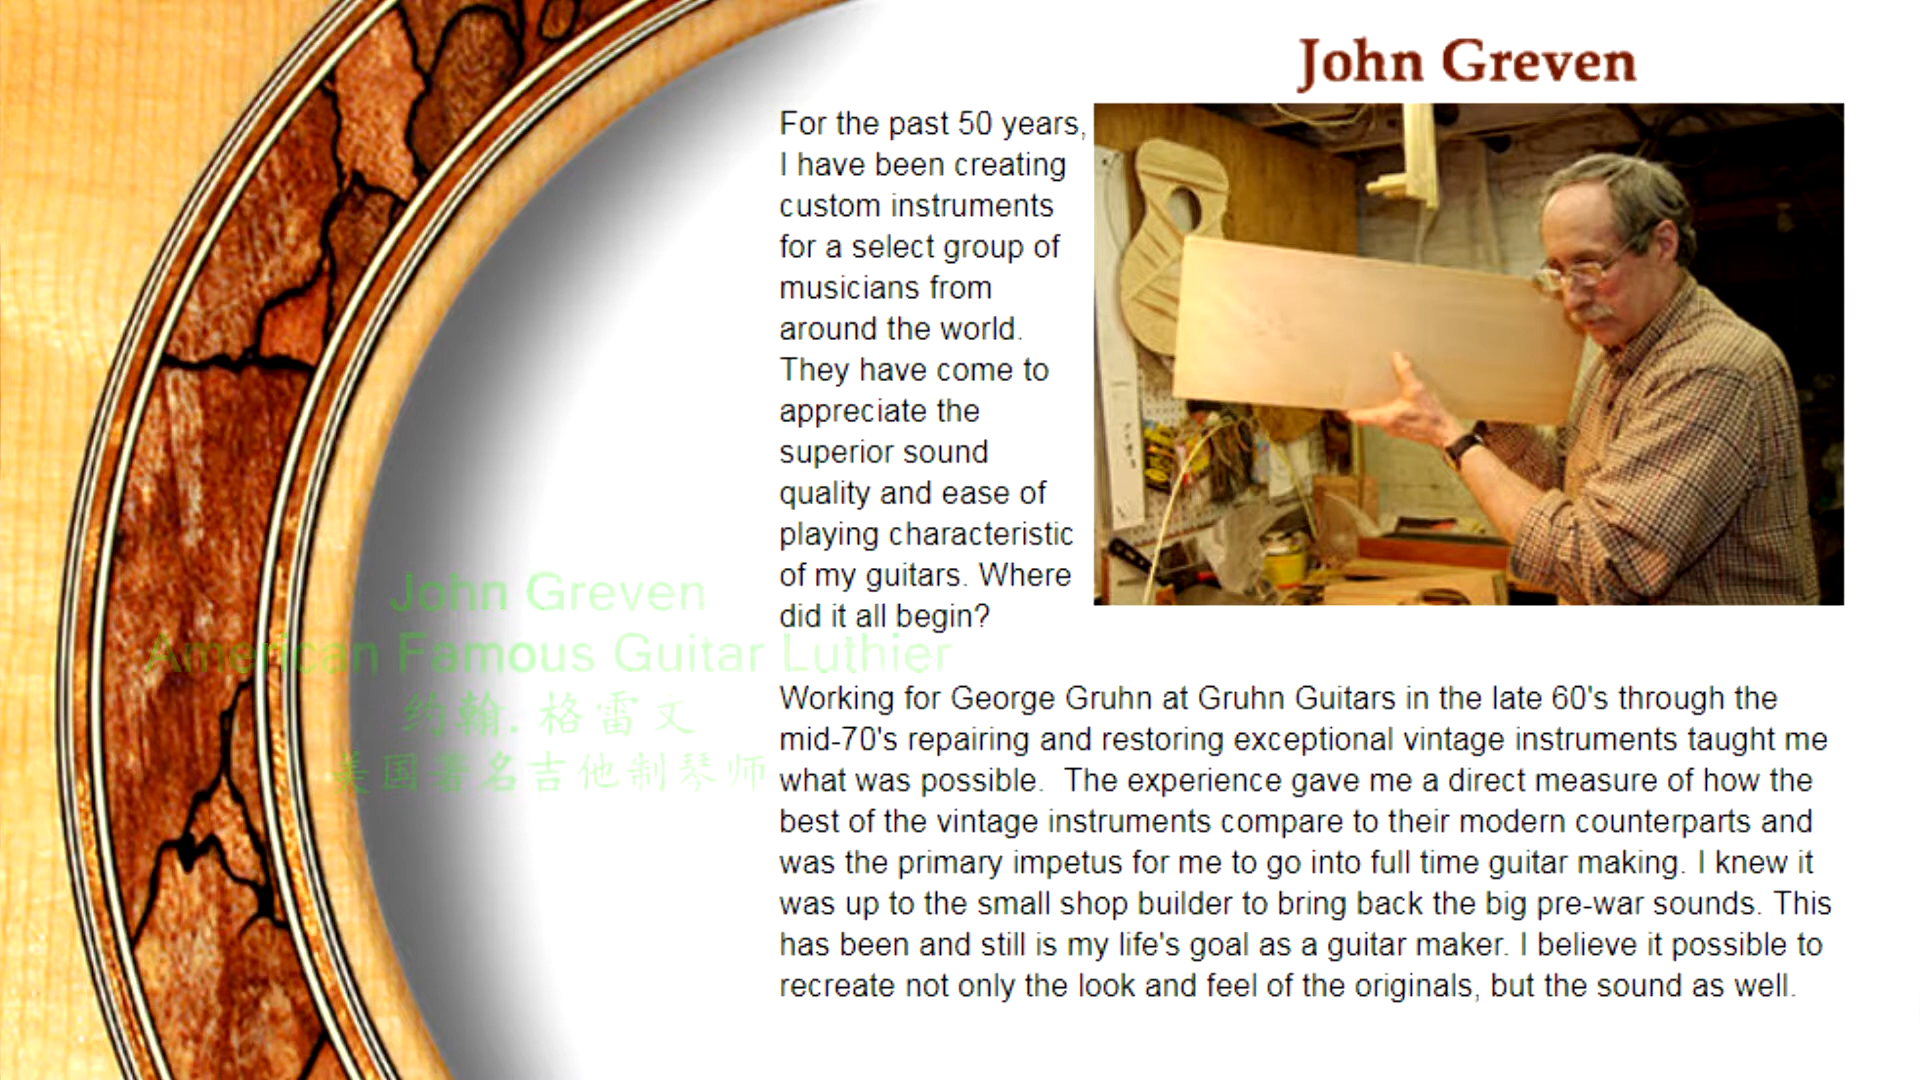 John Greven
For the past 50 years,
I have been creating
custom instruments
for a select group of
musicians from
around the world.
They have come to
appreciate the
superior sound
quality and ease of
playing characteristic
of my guitars. Where
did it all begin?
John Greven
American Famous Guitar Luthier
约翰.格雷文
美国著名吉他制琴师
Working for George Gruhn at Gruhn Guitars in the late 60's through the
mid-70's repairing and restoring exceptional vintage instruments taught me
what was possible.  The experience gave me a direct measure of how the
best of the vintage instruments compare to their modern counterparts and
was the primary impetus for me to go into full time guitar making. I knew it
was up to the small shop builder to bring back the big pre-war sounds. This
has been and still is my life's goal as a guitar maker. I believe it possible to
recreate not only the look and feel of the originals, but the sound as well.